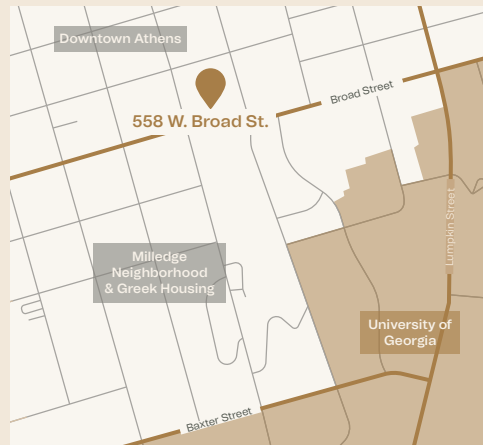 Downtown Athens
Broad Street
558 W. Broad St.
Lumpkin Street
Milledge
Neighborhood
& Greek Housing
University of
Georgia
Baxter Street